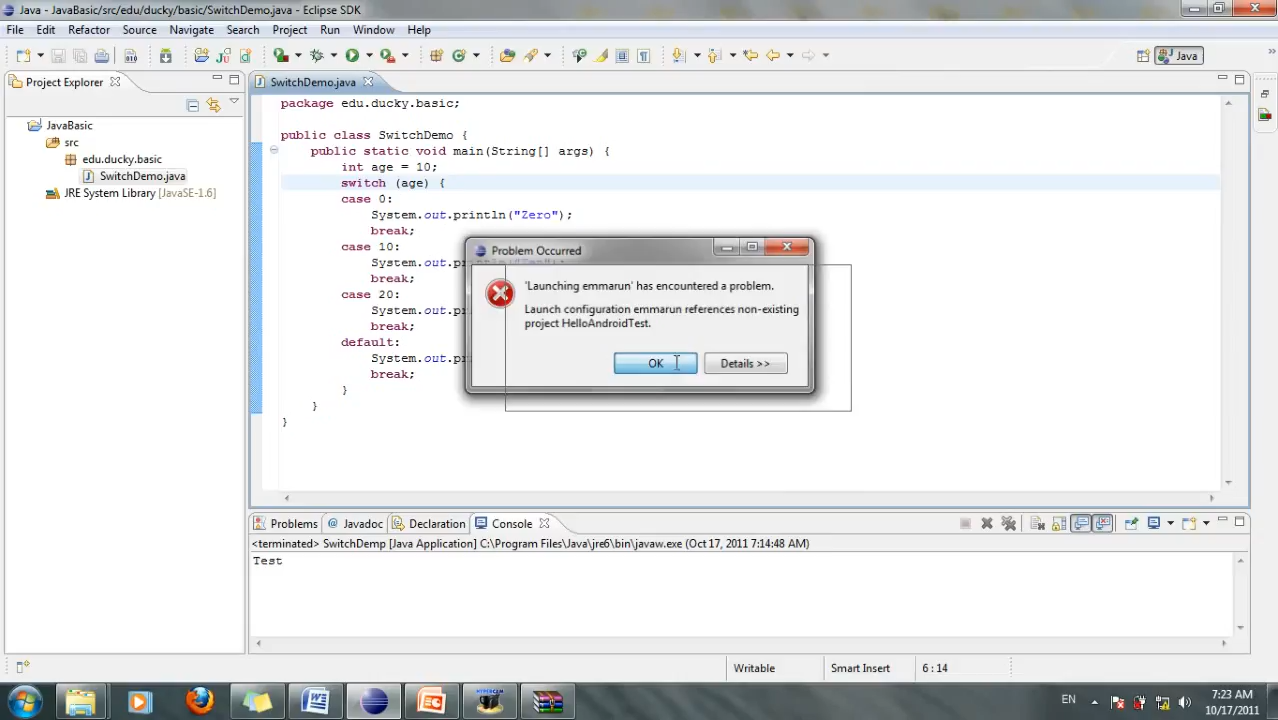 Java - JavaBasic/src/edu/ducky/basic/SwitchDemo.java - Eclipse SDK
File Edit Refactor Source Navigate Search Project Run Window Help
Java
Project Explorer
SwitchDemo.java
JavaBasic
src
edu.ducky.basic
SwitchDemo.java
JRE System Library [JavaSE-1.6]
package edu.ducky.basic;
public class SwitchDemo {
public static void main(String[] args) {
int age = 10;
switch (age) {
case 0:
System.out.println("Zero");
break;
case 10:
System.out.p
break;
case 20:
System.out.p
break;
default:
System.out.p
break;
}
}
}
Problem Occurred
'Launching emmarun' has encountered a problem.
Launch configuration emmarun references non-existing
project HelloAndroidTest.
OK Details >>
Problems @ Javadoc Declaration Console
<terminated> SwitchDemp [Java Application] C:\Program Files\Java\jre6\bin\javaw.exe (Oct 17, 2011 7:14:48 AM)
Test
Writable Smart Insert 6 : 14
EN
7:23 AM
10/17/2011